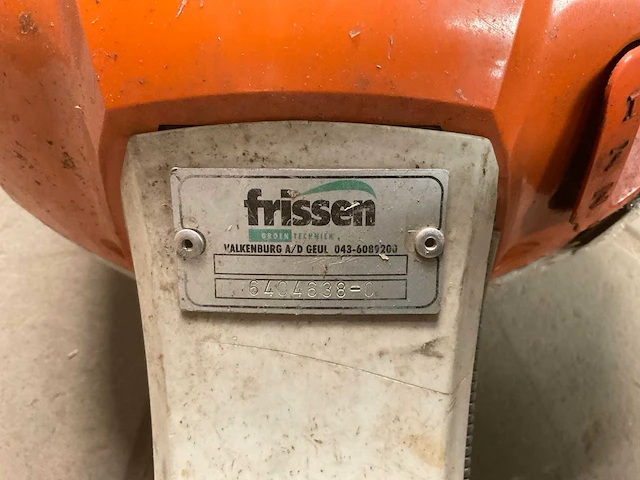 frissen
GROEN TECHNIEK
VALKENBURG A/D GEUL 043-6089200
6404638-0